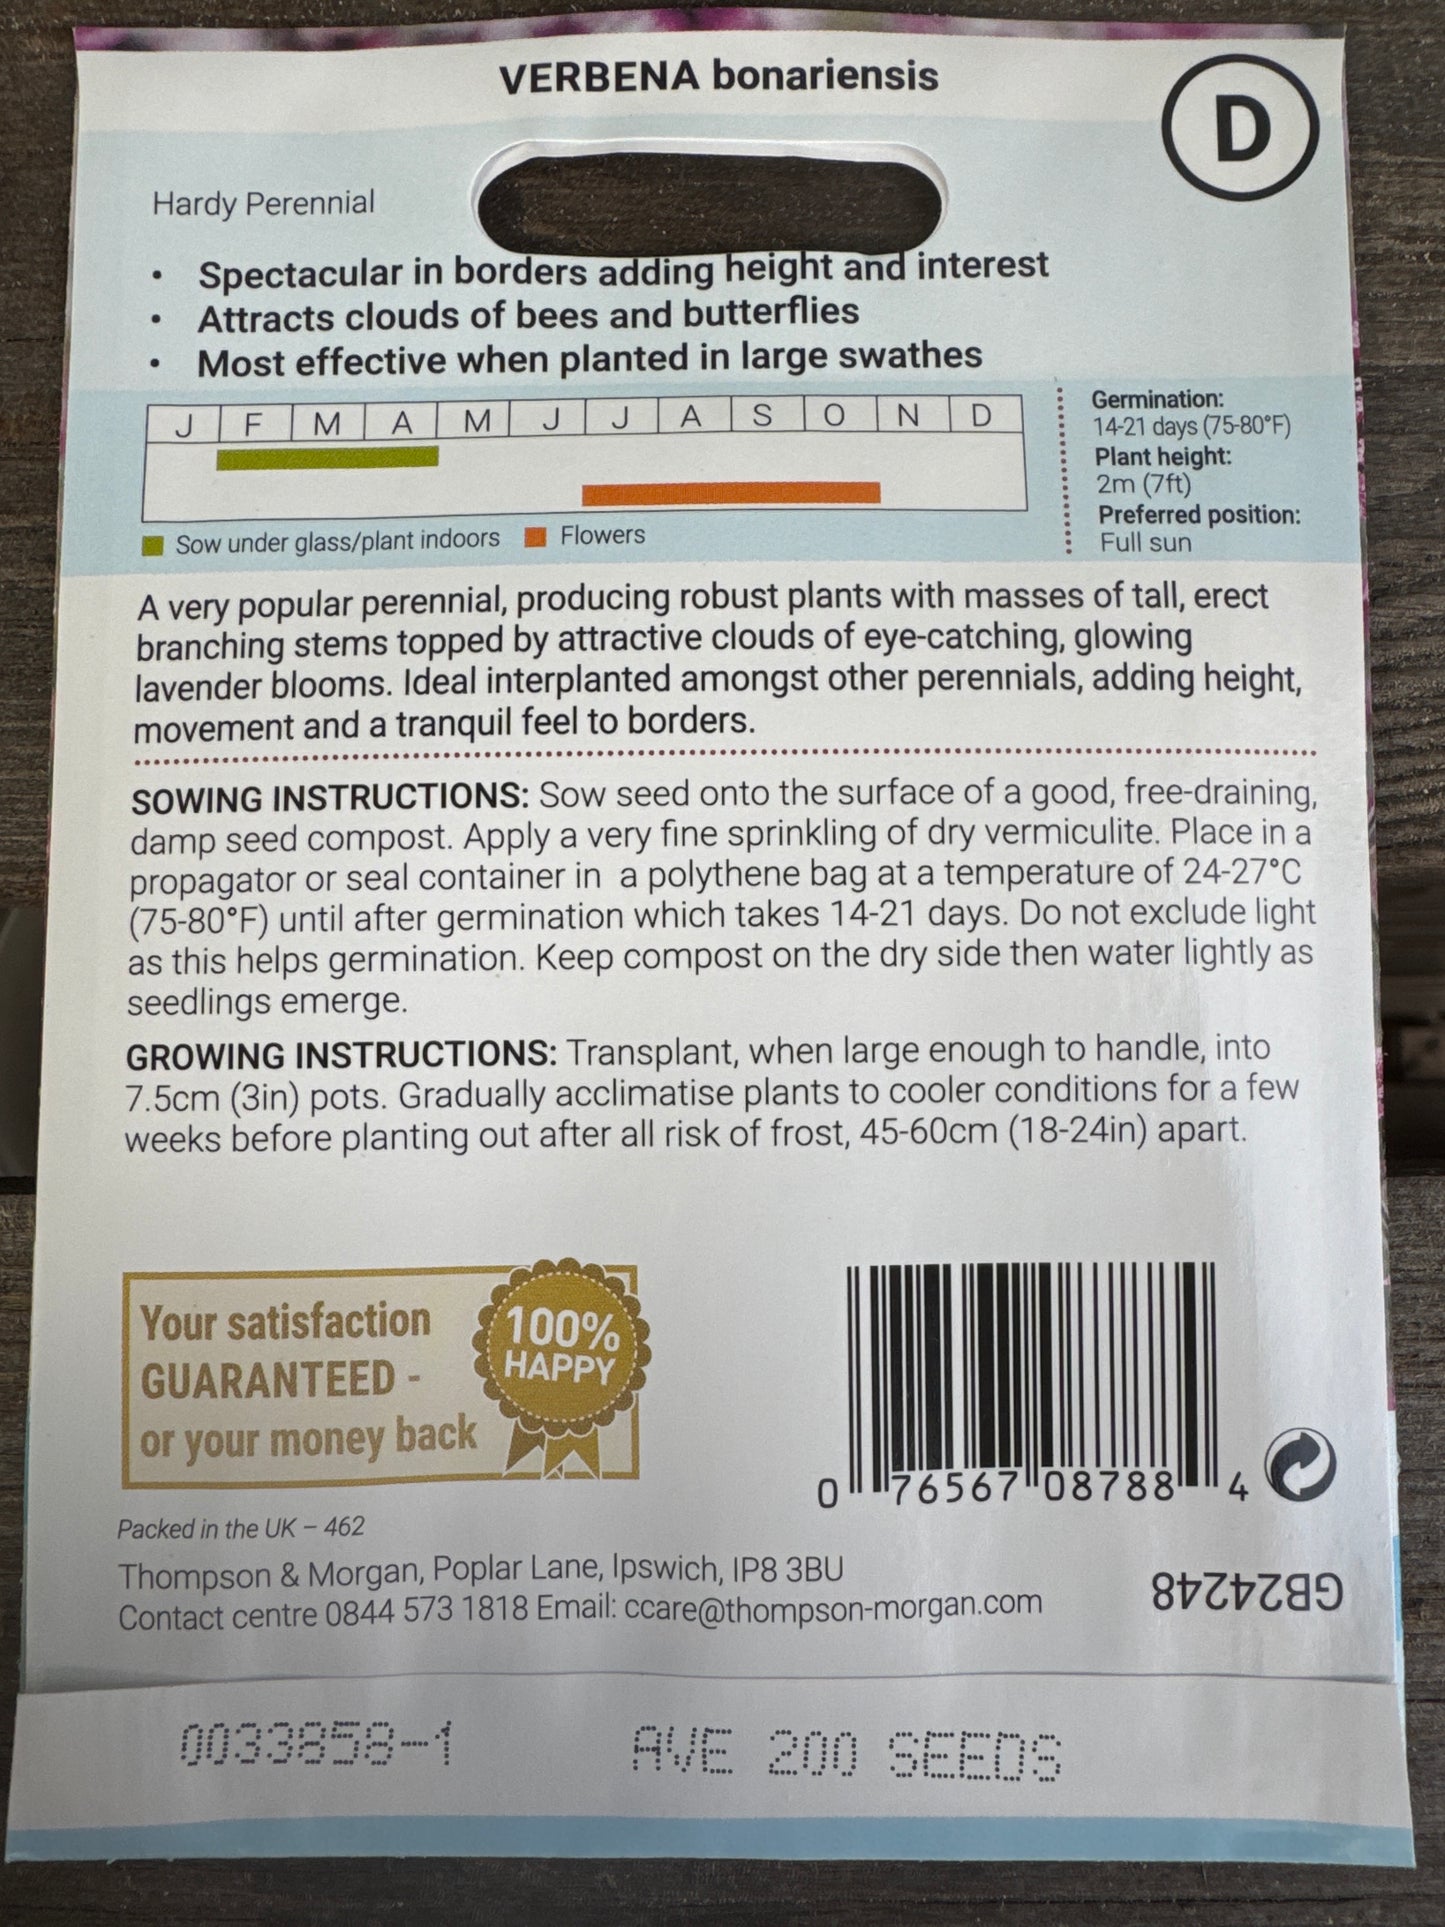 VERBENA bonariensis
D
Hardy Perennial
• Spectacular in borders adding height and interest
• Attracts clouds of bees and butterflies
• Most effective when planted in large swathes
J F M A M J J A S O N D
Sow under glass/plant indoors Flowers
Germination:
14-21 days (75-80°F)
Plant height:
2m (7ft)
Preferred position:
Full sun
A very popular perennial, producing robust plants with masses of tall, erect
branching stems topped by attractive clouds of eye-catching, glowing
lavender blooms. Ideal interplanted amongst other perennials, adding height,
movement and a tranquil feel to borders.
SOWING INSTRUCTIONS: Sow seed onto the surface of a good, free-draining,
damp seed compost. Apply a very fine sprinkling of dry vermiculite. Place in a
propagator or seal container in a polythene bag at a temperature of 24-27°C
(75-80°F) until after germination which takes 14-21 days. Do not exclude light
as this helps germination. Keep compost on the dry side then water lightly as
seedlings emerge.
GROWING INSTRUCTIONS: Transplant, when large enough to handle, into
7.5cm (3in) pots. Gradually acclimatise plants to cooler conditions for a few
weeks before planting out after all risk of frost, 45-60cm (18-24in) apart.
Your satisfaction
GUARANTEED -
or your money back
100%
HAPPY
0 76567 08788 4
Packed in the UK – 462
Thompson & Morgan, Poplar Lane, Ipswich, IP8 3BU
Contact centre 0844 573 1818 Email: ccare@thompson-morgan.com
GB24248
0033858-1 AVE 200 SEEDS